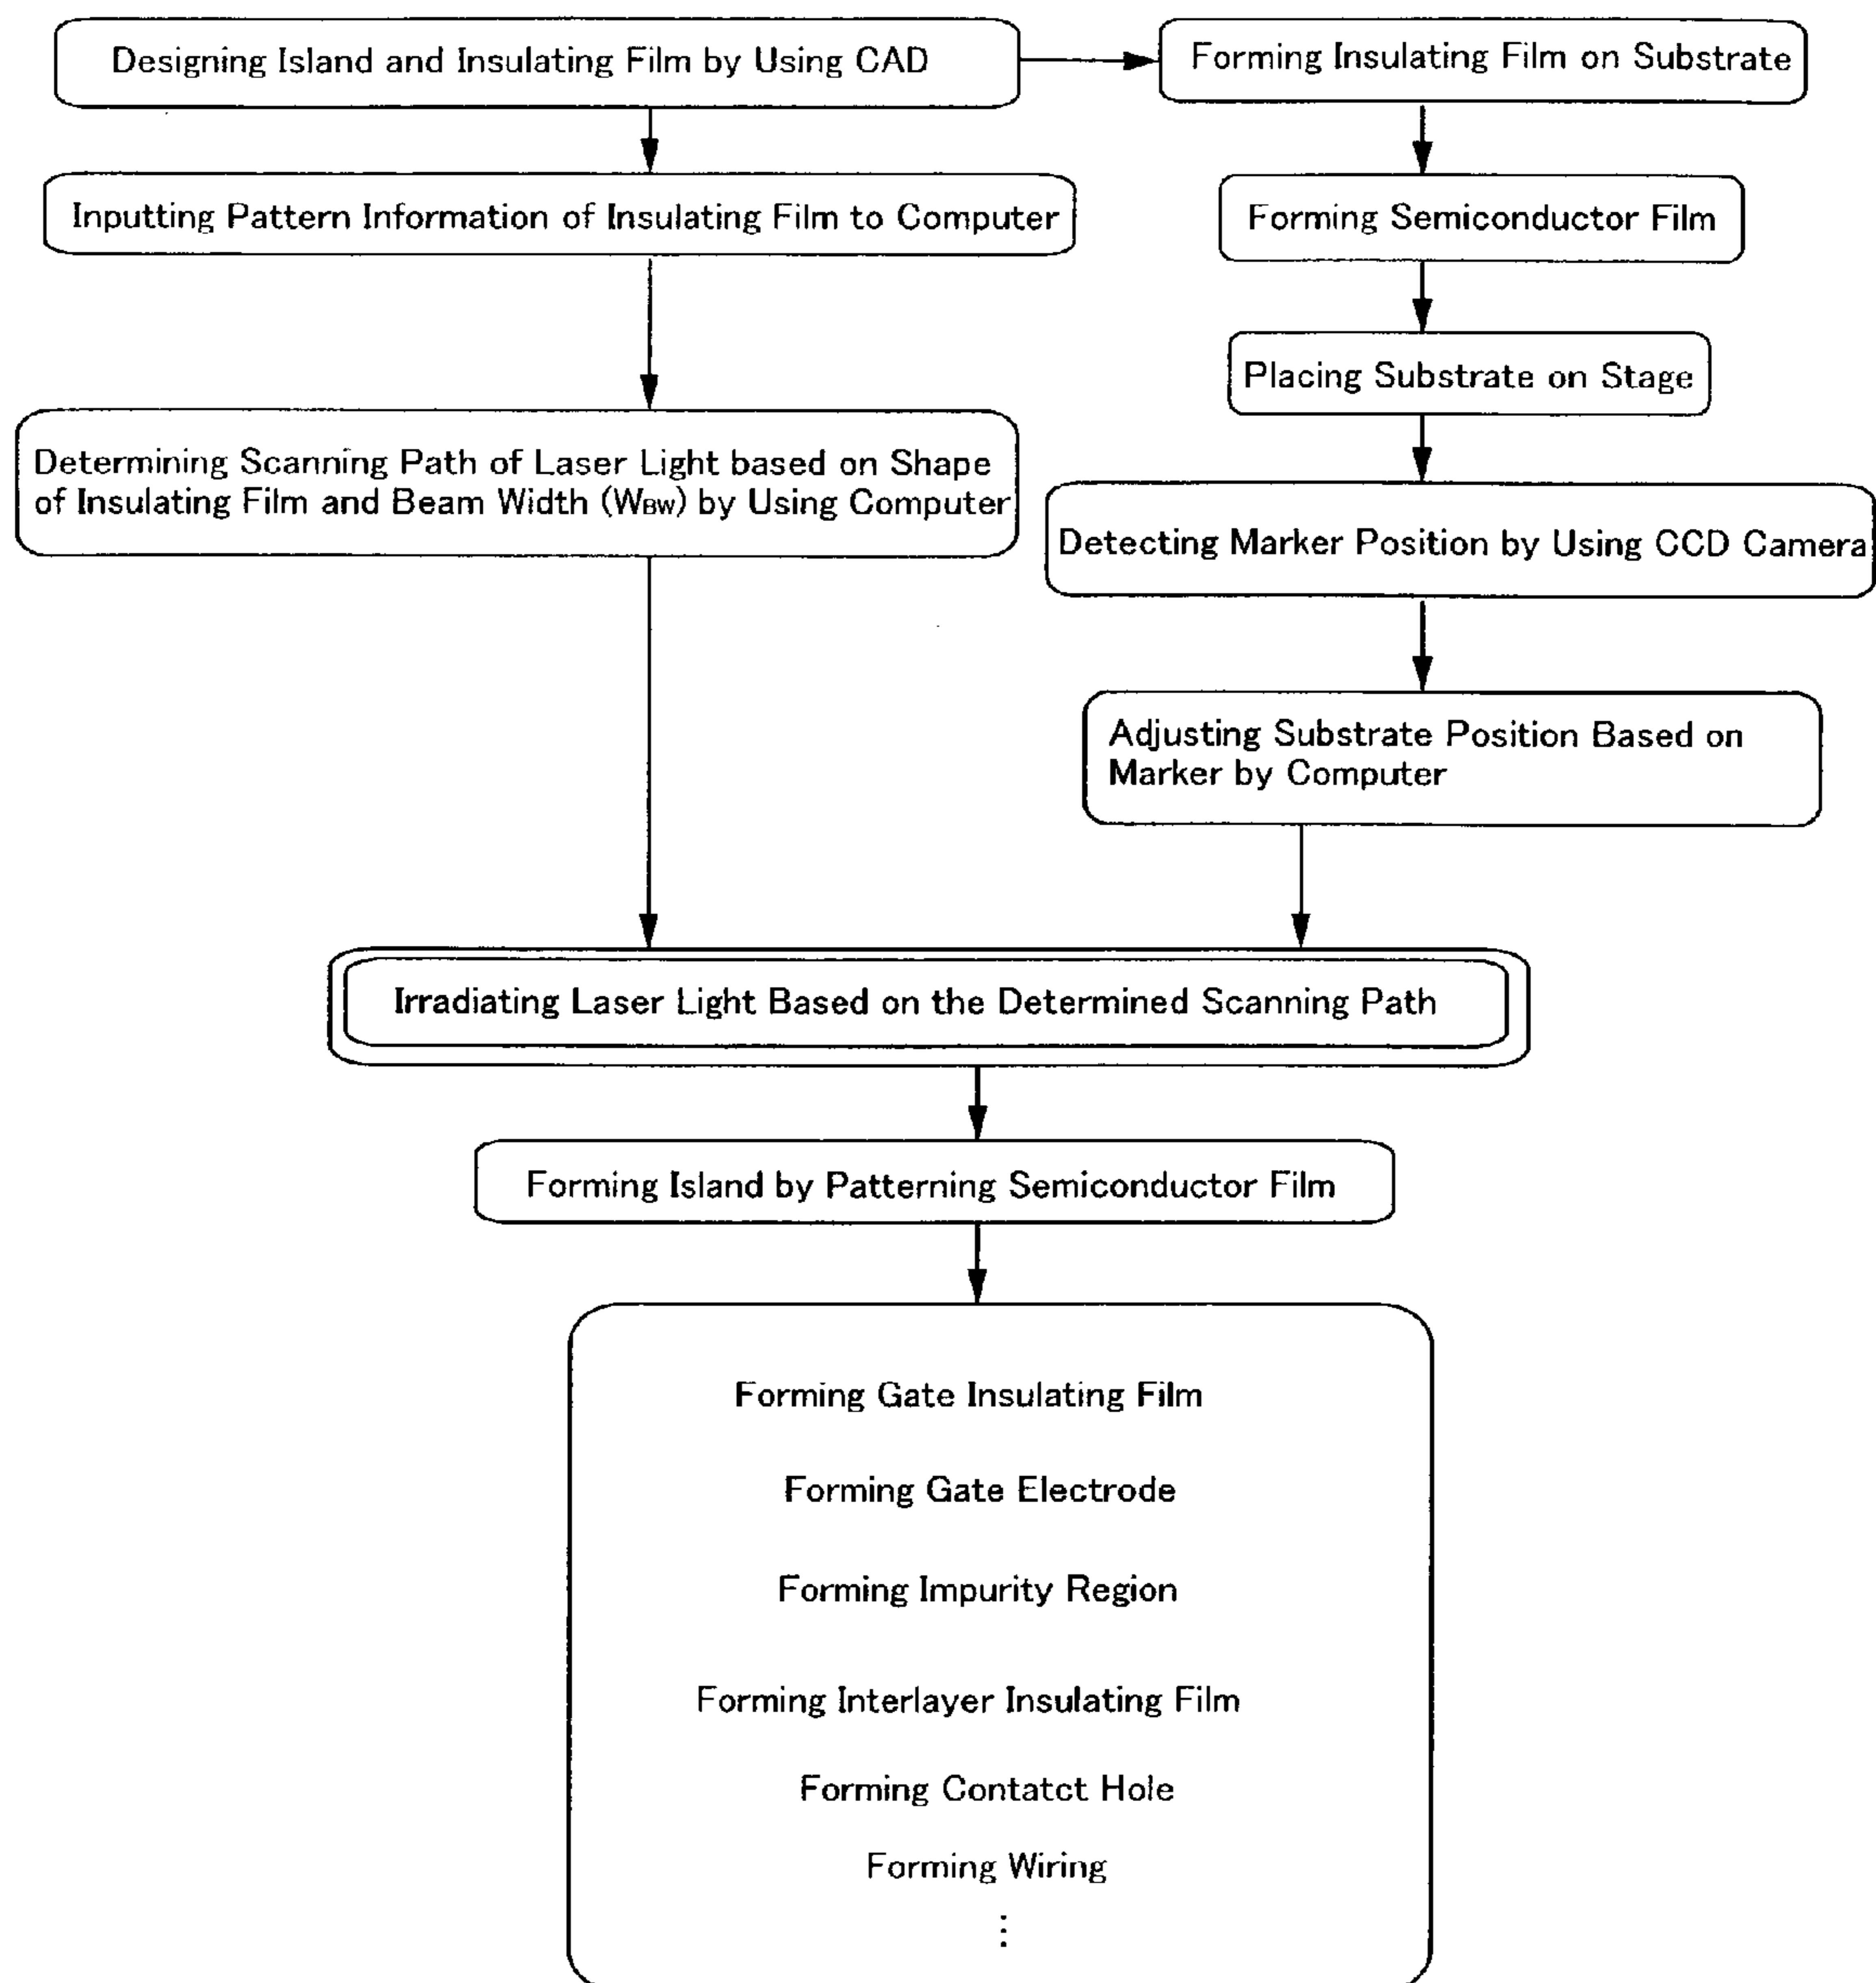 Designing Island and Insulating Film by Using CAD
Forming Insulating Film on Substrate
Inputting Pattern Information of Insulating Film to Computer
Forming Semiconductor Film
Placing Substrate on Stage
Determining Scanning Path of Laser Light based on Shape
of Insulating Film and Beam Width (WBW) by Using Computer
Detecting Marker Position by Using CCD Camera
Adjusting Substrate Position Based on
Marker by Computer
Irradiating Laser Light Based on the Determined Scanning Path
Forming Island by Patterning Semiconductor Film
Forming Gate Insulating Film
Forming Gate Electrode
Forming Impurity Region
Forming Interlayer Insulating Film
Forming Contatct Hole
Forming Wiring
⋮